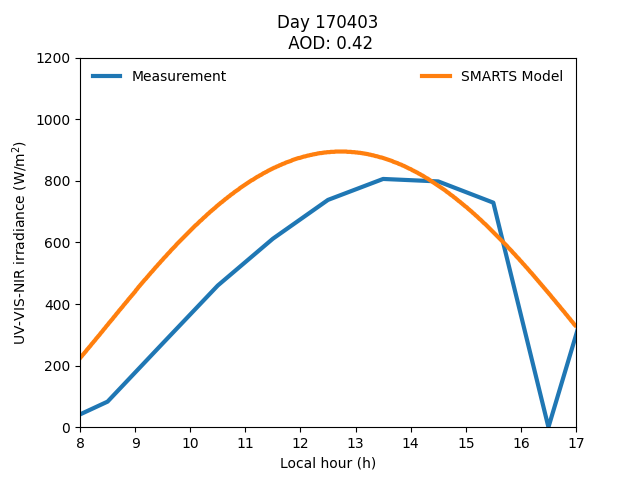 Day 170403
AOD: 0.42
Measurement
SMARTS Model
UV-VIS-NIR irradiance (W/m²)
1200
1000
800
600
400
200
0
8 9 10 11 12 13 14 15 16 17
Local hour (h)